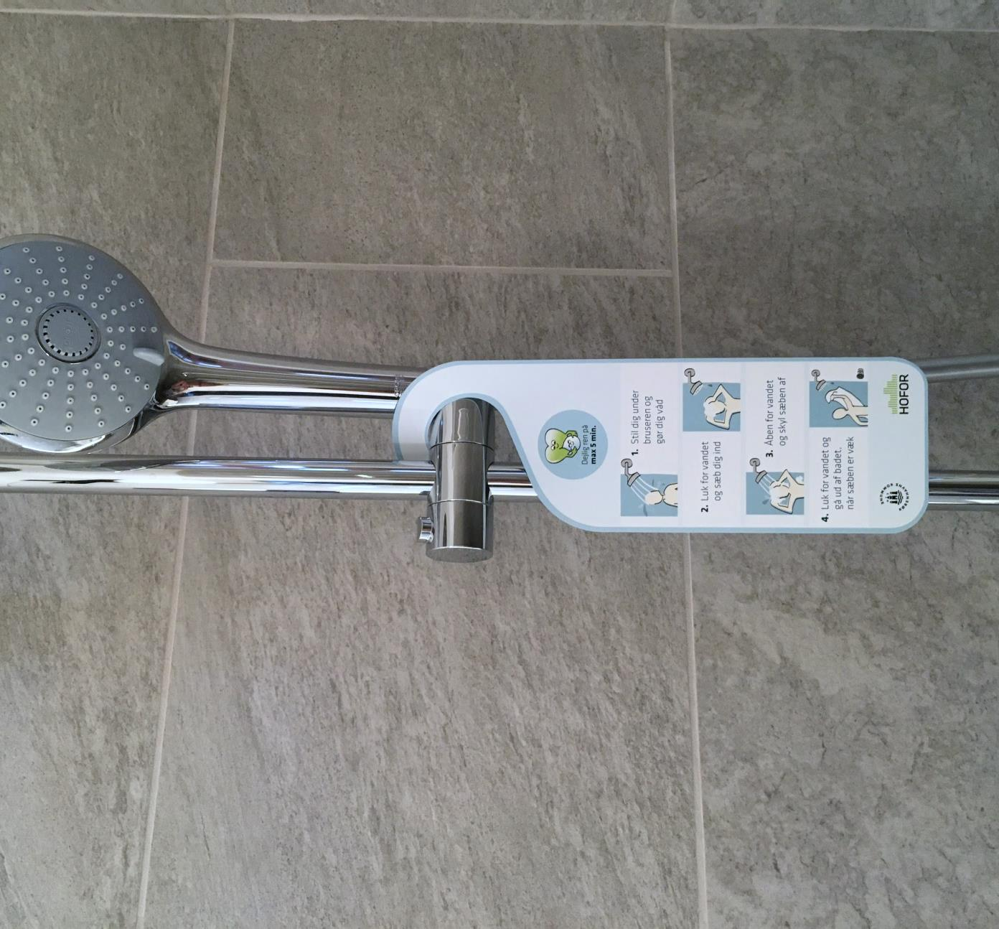 Dejlig ren på
max 5 min.
1. Stil dig under
bruseren og
gør dig våd
2. Luk for vandet
og sæb dig ind
3. Åben for vandet
og skyl sæben af
4. Luk for vandet og
gå ud af badet,
når sæben er væk
KØBENHAVNS KOMMUNE
HOFOR